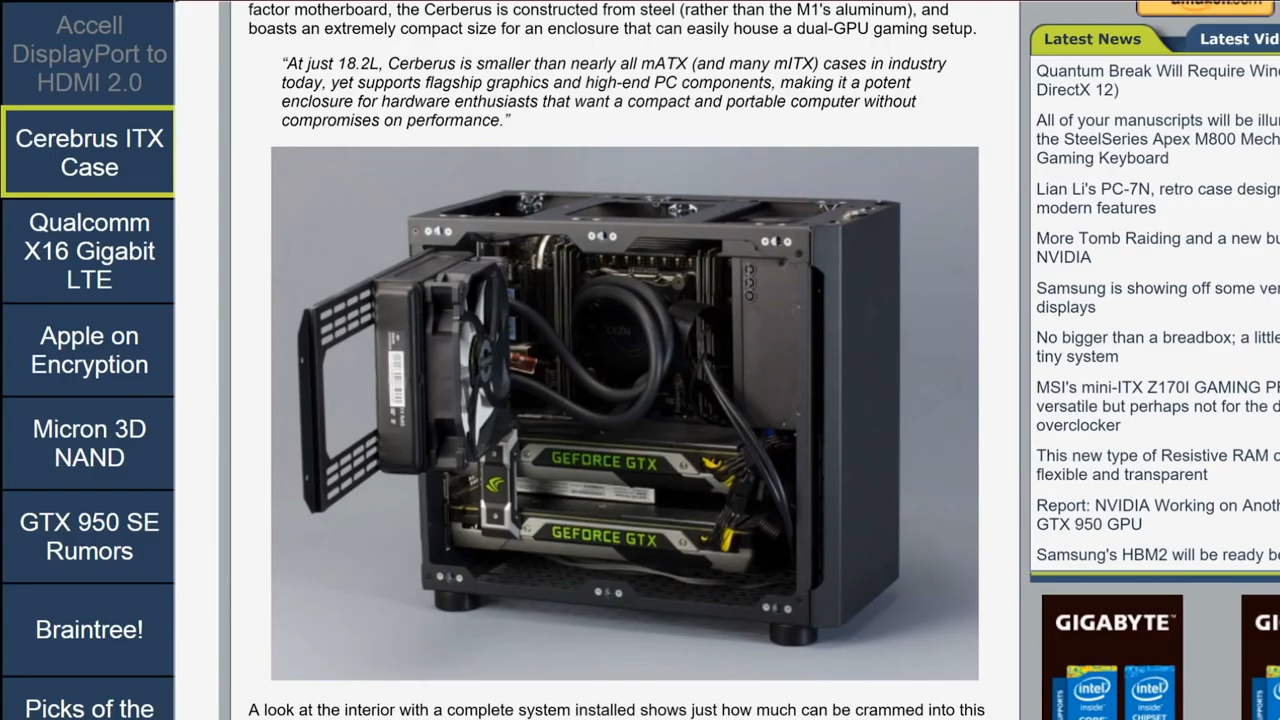 Accell
DisplayPort to
HDMI 2.0
Cerebrus ITX
Case
Qualcomm
X16 Gigabit
LTE
Apple on
Encryption
Micron 3D
NAND
GTX 950 SE
Rumors
Braintree!
Picks of the
factor motherboard, the Cerberus is constructed from steel (rather than the M1's aluminum), and
boasts an extremely compact size for an enclosure that can easily house a dual-GPU gaming setup.
“At just 18.2L, Cerberus is smaller than nearly all mATX (and many mITX) cases in industry
today, yet supports flagship graphics and high-end PC components, making it a potent
enclosure for hardware enthusiasts that want a compact and portable computer without
compromises on performance.”
GEFORCE GTX
GEFORCE GTX
A look at the interior with a complete system installed shows just how much can be crammed into this
amazon.com
Latest News
Latest Vid
Quantum Break Will Require Win
DirectX 12)
All of your manuscripts will be illu
the SteelSeries Apex M800 Mech
Gaming Keyboard
Lian Li's PC-7N, retro case design
modern features
More Tomb Raiding and a new bu
NVIDIA
Samsung is showing off some ver
displays
No bigger than a breadbox; a little
tiny system
MSI's mini-ITX Z170I GAMING P
versatile but perhaps not for the d
overclocker
This new type of Resistive RAM c
flexible and transparent
Report: NVIDIA Working on Anoth
GTX 950 GPU
Samsung's HBM2 will be ready be
GIGABYTE™
GI
intel
intel
CHIPSET